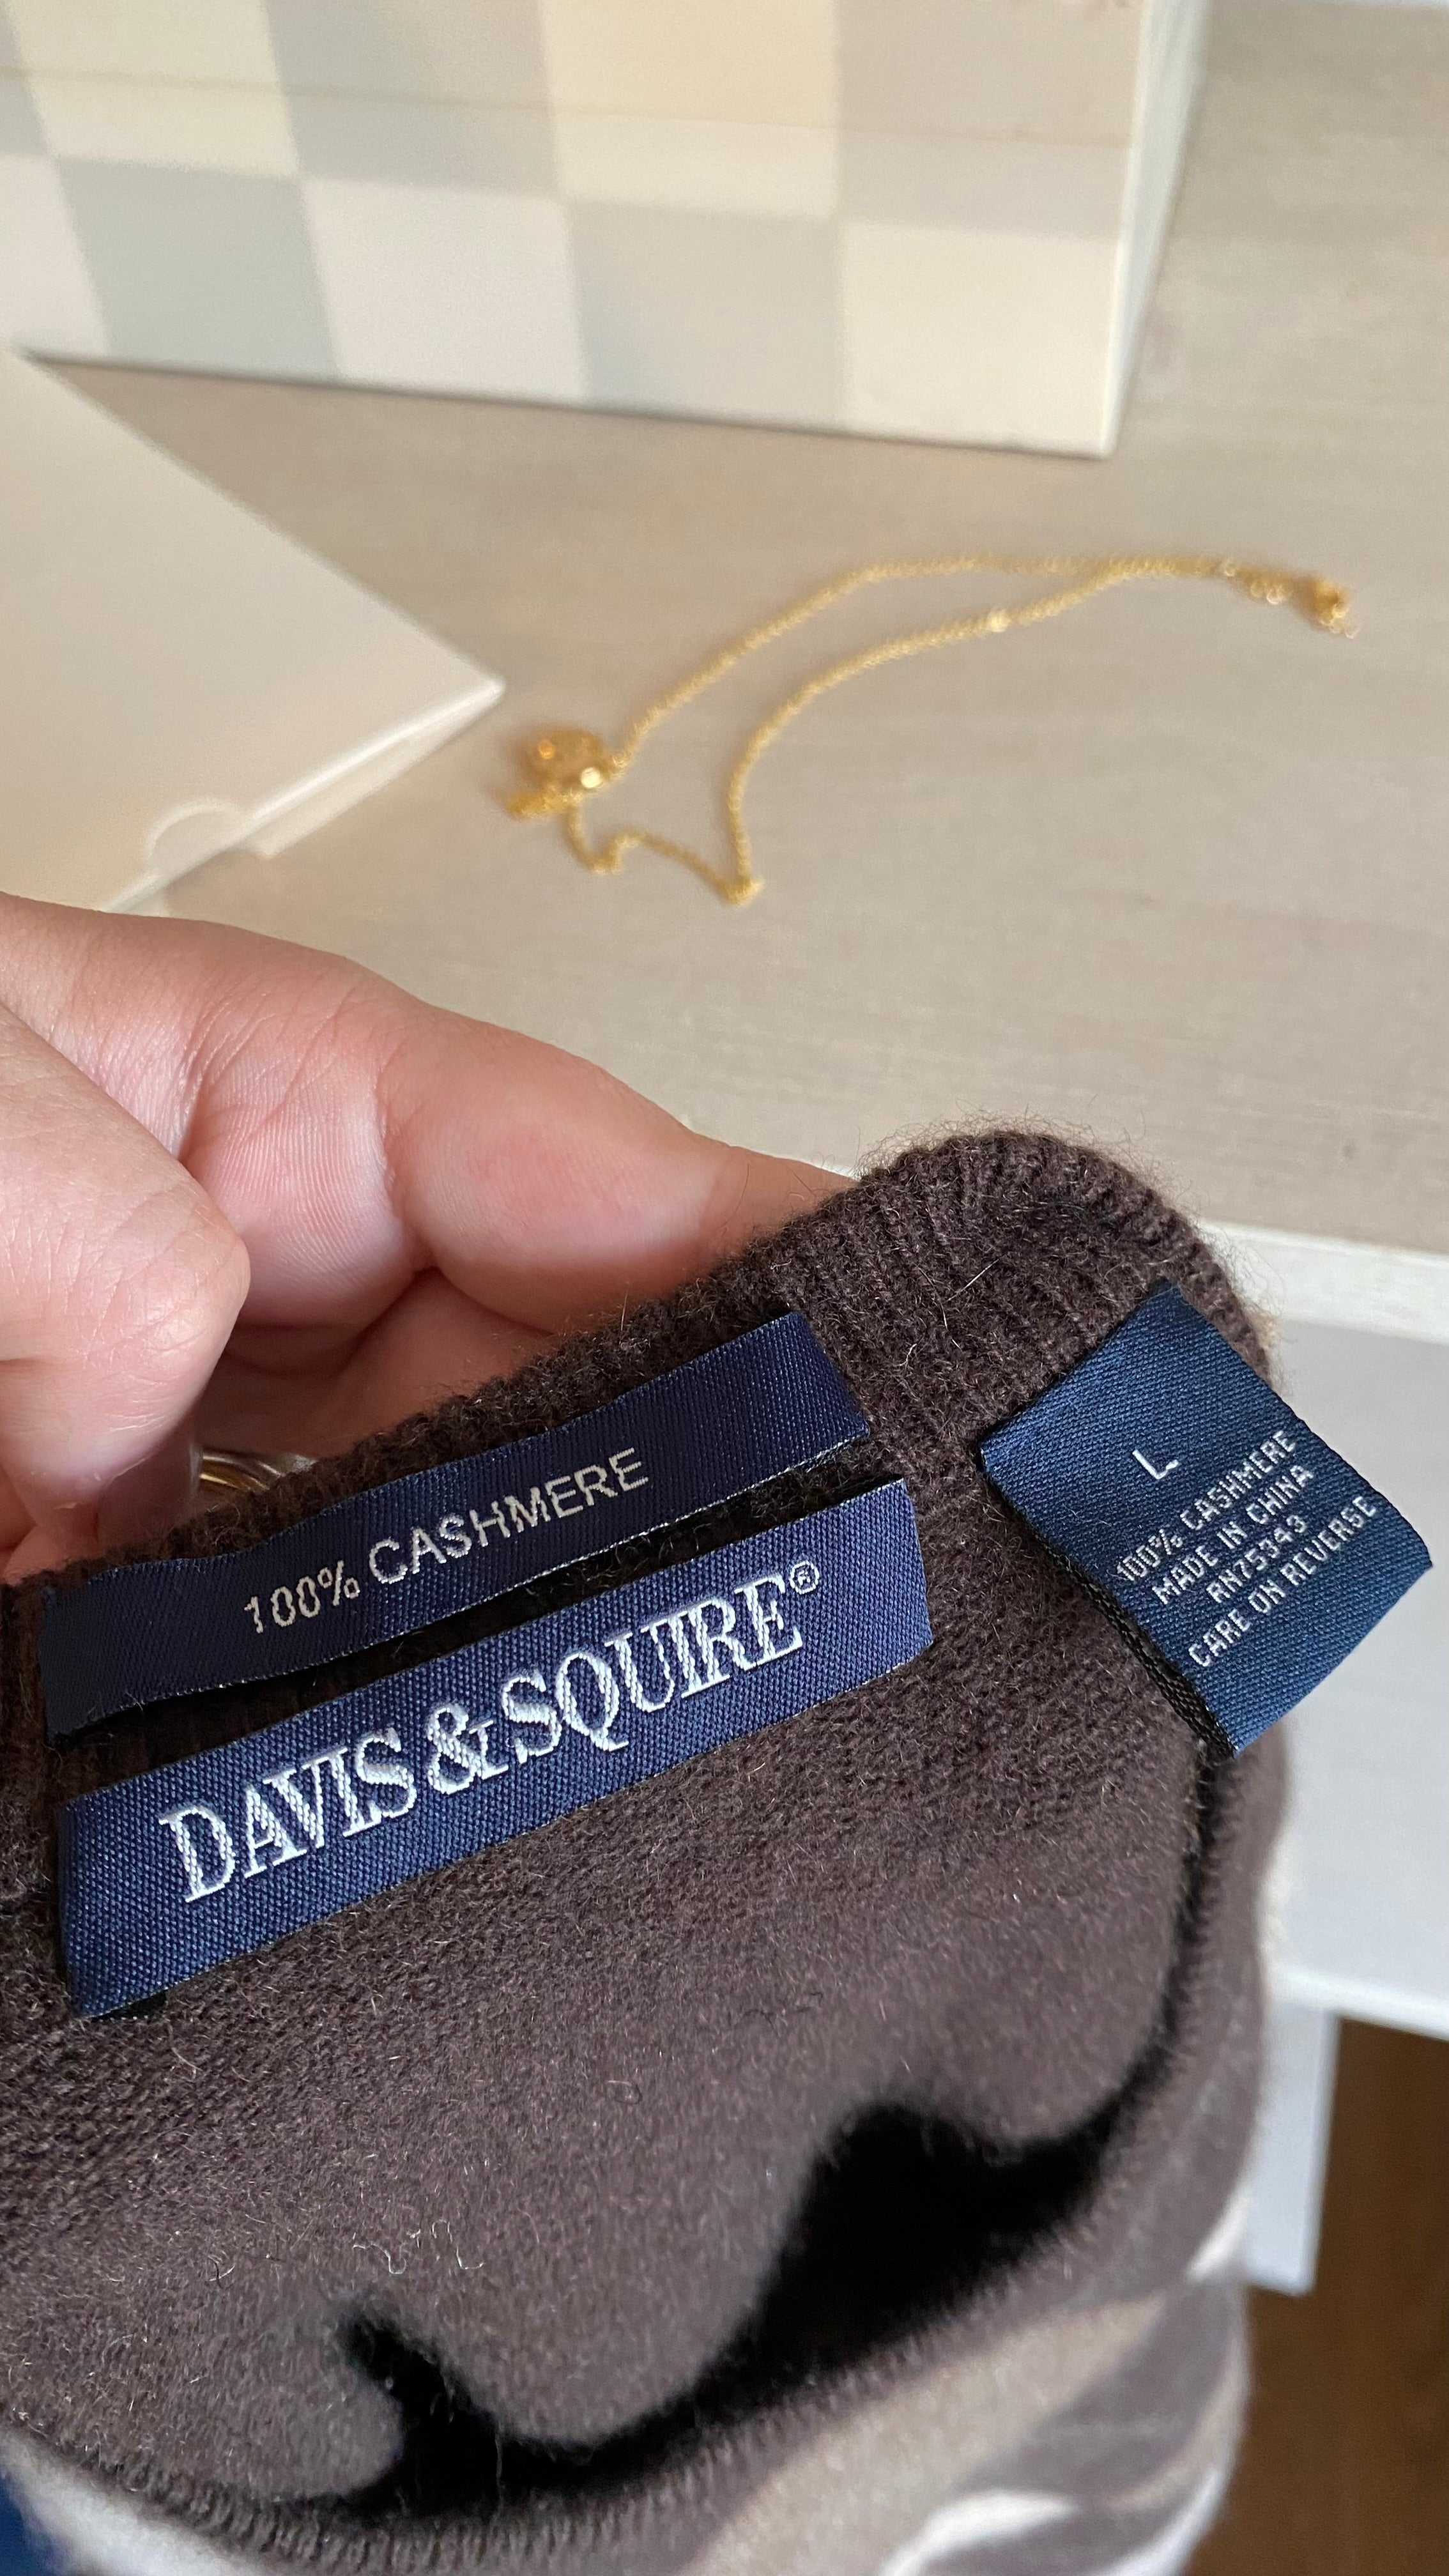 100% CASHMERE
DAVIS & SQUIRE®
L
100% CASHMERE
MADE IN CHINA
RN75343
CARE ON REVERSE